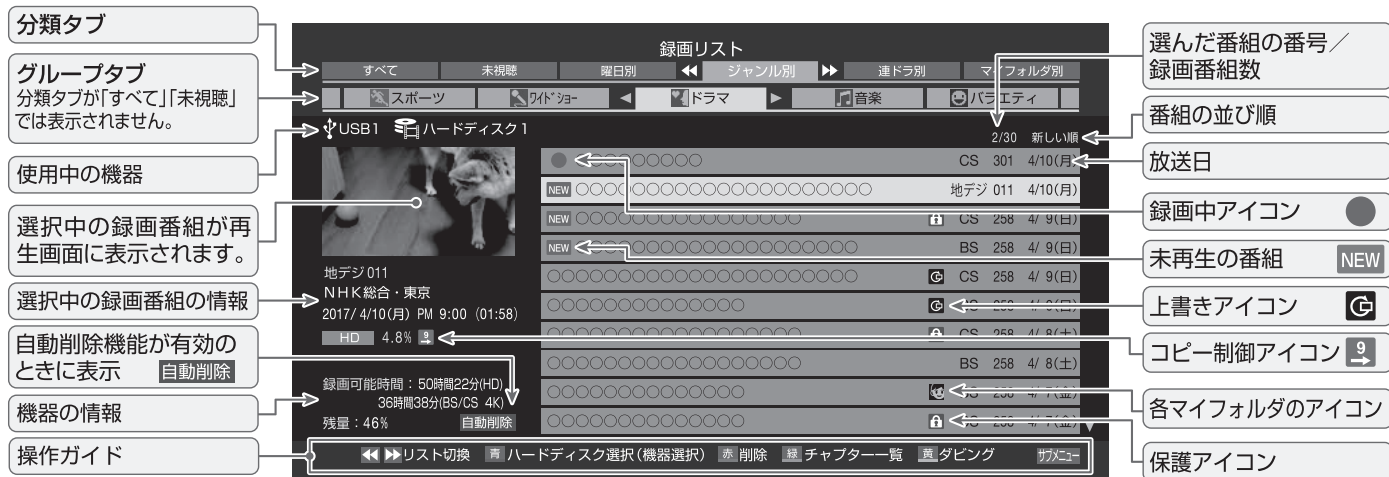 分類タブ
グループタブ
分類タブが「すべて」「未視聴」
では表示されません。
使用中の機器
選択中の録画番組が再
生画面に表示されます。
選択中の録画番組の情報
自動削除機能が有効の
ときに表示 自動削除
機器の情報
操作ガイド
録画リスト
すべて 未視聴 曜日別 ジャンル別 連ドラ別 マイフォルダ別
スポーツ ワイドショー ドラマ 音楽 バラエティ
USB1 ハードディスク1
2/30 新しい順
○○○○○○○○○ CS 301 4/10(月)
NEW ○○○○○○○○○○○○○○○○ 地デジ 011 4/10(月)
NEW ○○○○○○○○○○○○ CS 258 4/ 9(日)
NEW ○○○○○○○○○○○○○○○ BS 258 4/ 9(日)
○○○○○○○○○○○○○○○○○ CS 258 4/ 9(日)
○○○○○○○○○○○ 
○○○○○○○○○○○○○○ CS 258 4/ 8(土)
○○○○○○○○○○○○○○ BS 258 4/ 8(土)
○○○○○○○○○○○ 258 4/ 7(金)
○○○○○○○○○○○ CS 258 4/ 7(金)
地デジ 011
NHK総合・東京
2017/ 4/10(月) PM 9:00 (01:58)
HD 4.8% 9
録画可能時間：50時間22分(HD)
36時間38分(BS/CS 4K)
残量：46% 自動削除
リスト切換 青 ハードディスク選択(機器選択) 赤 削除 緑 チャプター一覧 黄 ダビング サブメニュー
選んだ番組の番号／
録画番組数
番組の並び順
放送日
録画中アイコン
未再生の番組 NEW
上書きアイコン
コピー制御アイコン 9
各マイフォルダのアイコン
保護アイコン